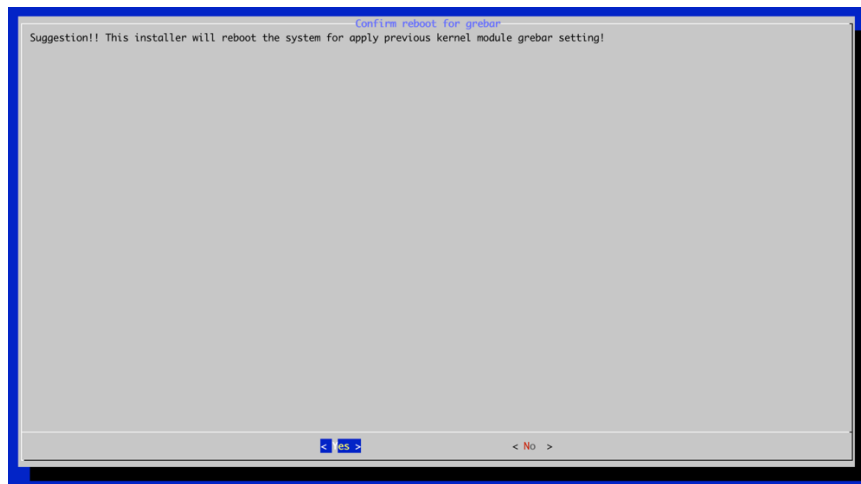 Confirm reboot for grebar
Suggestion!! This installer will reboot the system for apply previous kernel module grebar setting!
< Yes > < No >